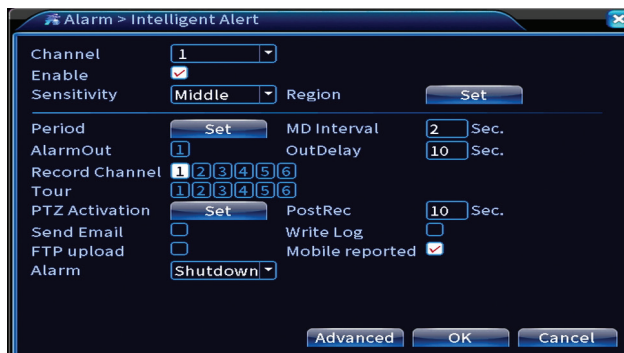 Alarm > Intelligent Alert
Channel 1
Enable
Sensitivity Middle Region Set
Period Set MD Interval 2 Sec.
AlarmOut 1 OutDelay 10 Sec.
Record Channel 1 2 3 4 5 6
Tour 1 2 3 4 5 6
PTZ Activation Set PostRec 10 Sec.
Send Email Write Log
FTP upload Mobile reported
Alarm Shutdown
Advanced OK Cancel